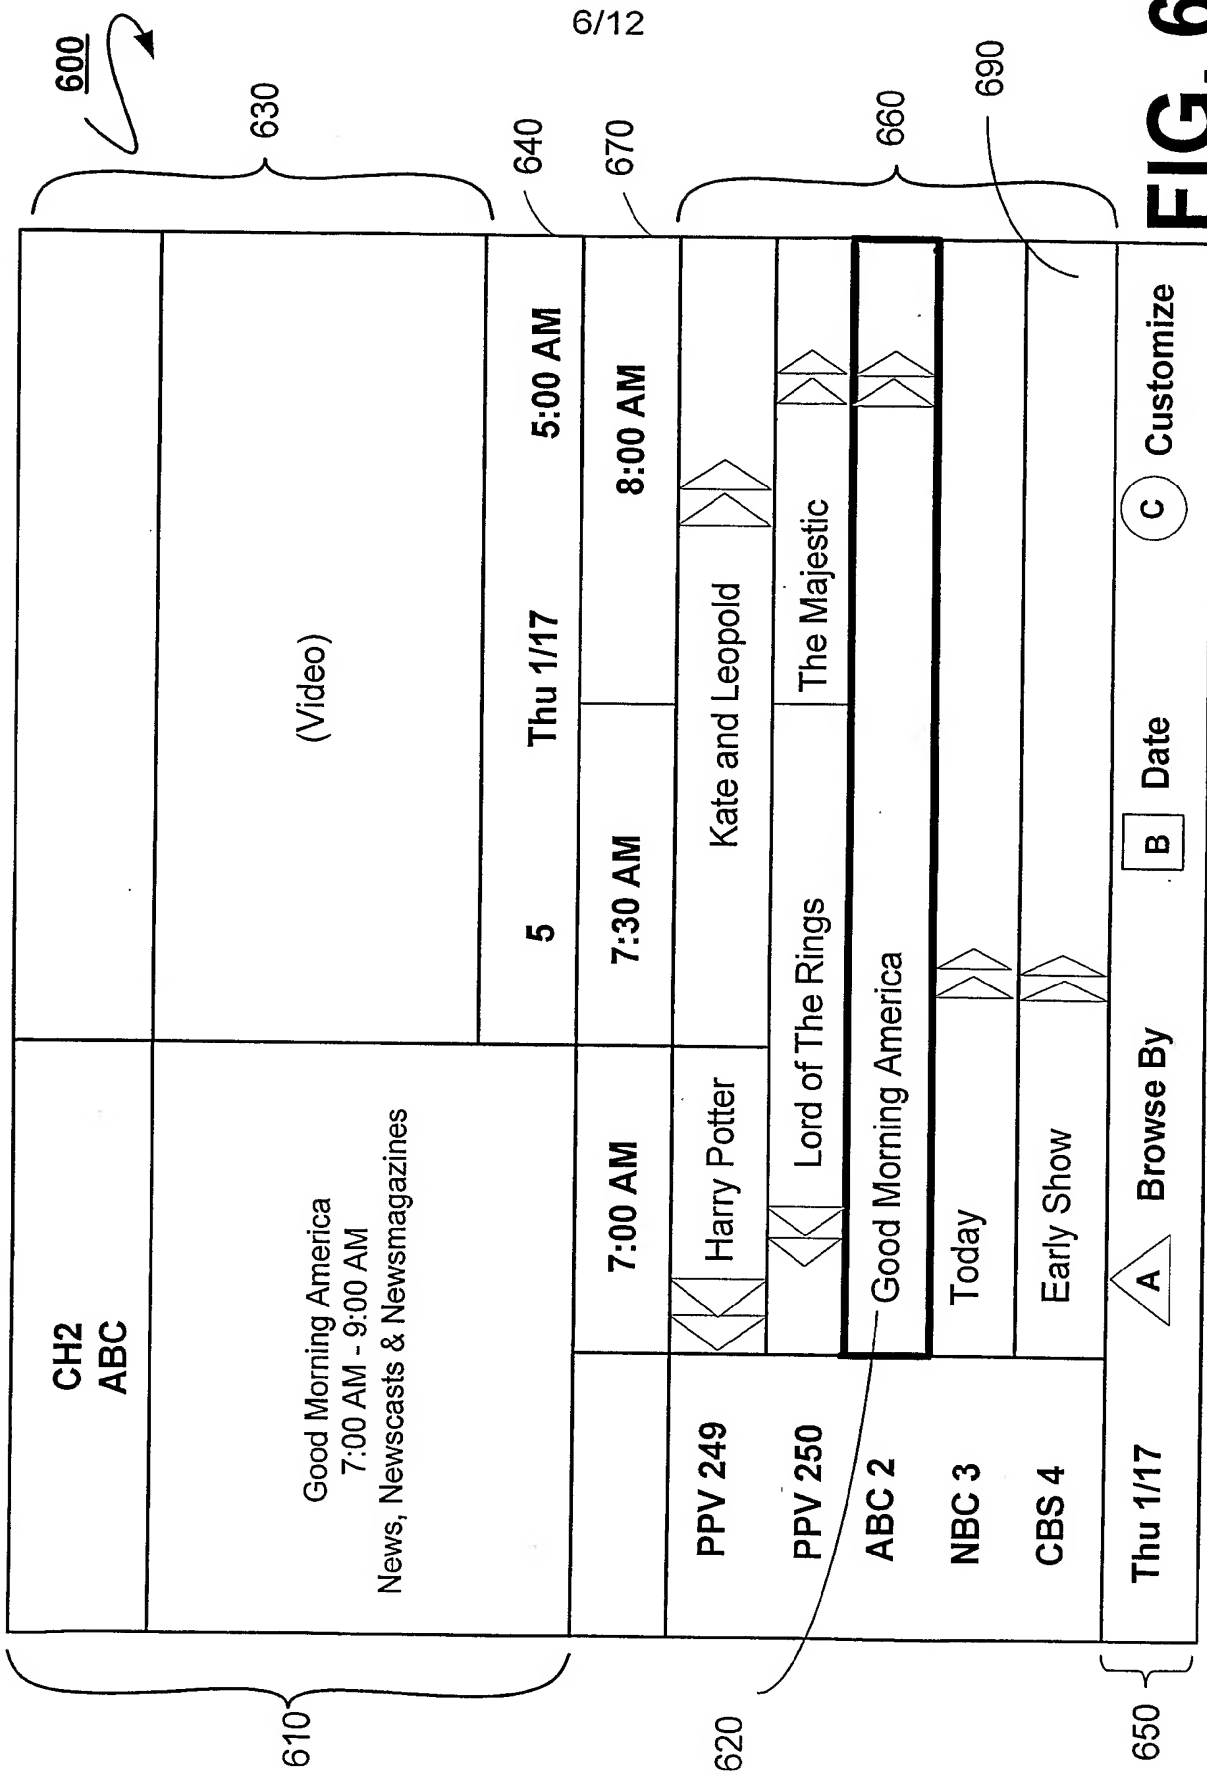 6/12
600
CH2
ABC
630
Good Morning America
7:00 AM - 9:00 AM
News, Newscasts & Newsmagazines
(Video)
610
5 Thu 1/17 5:00 AM
640
7:00 AM 7:30 AM 8:00 AM
670
PPV 249 Harry Potter Kate and Leopold
PPV 250 Lord of The Rings The Majestic
620
ABC 2 Good Morning America
660
NBC 3 Today
CBS 4 Early Show
690
Thu 1/17 A Browse By B Date C Customize
650
FIG. 6